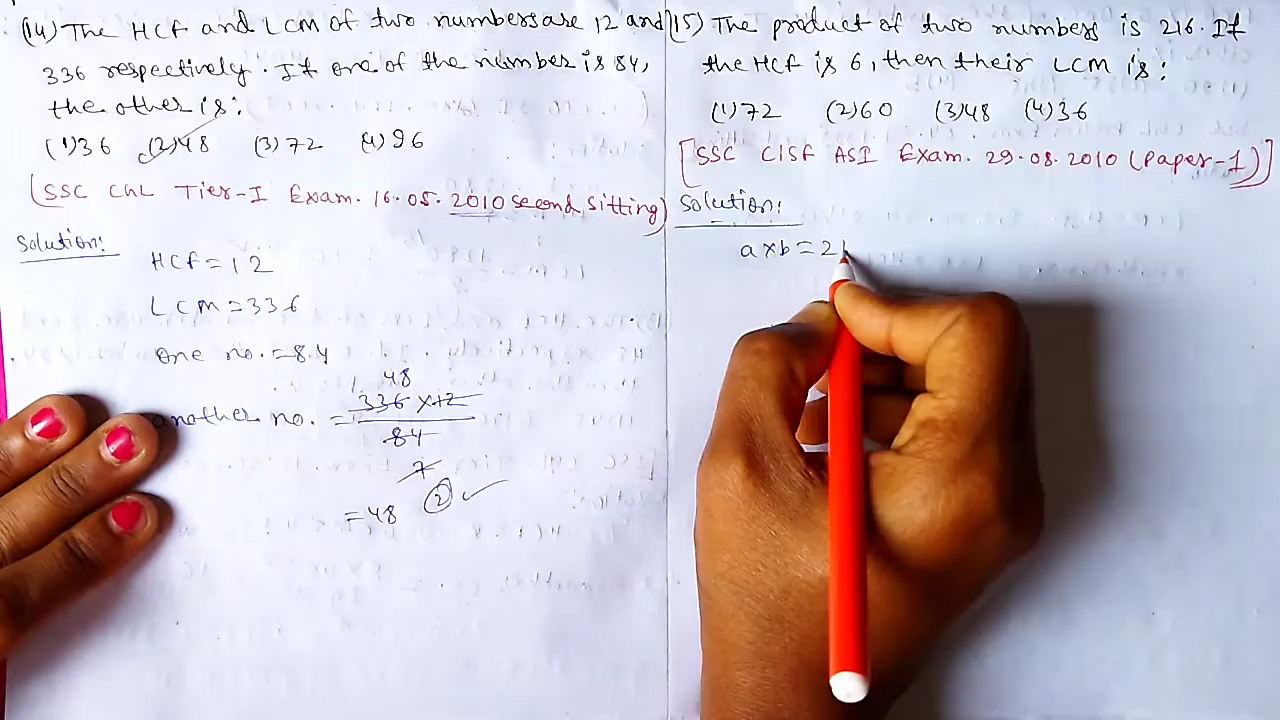 (14) The HCF and LCM of two numbers are 12 and
336 respectively. If one of the number is 84,
the other is:
(1)36 (2)48 (3)72 (4)96
(SSC CHL Tier-I Exam. 16.05.2010 second Sitting)
Solution:
HCF=12
LCM=336
One no.=84
48
another no. = 336 x12
84
7
=48 (2)
(15) The product of two numbers is 216. If
the HCF is 6, then their LCM is:
(1)72 (2)60 (3)48 (4)36
[SSC CISF ASI Exam. 29.08.2010 (Paper-1)]
Solution:
axb=21